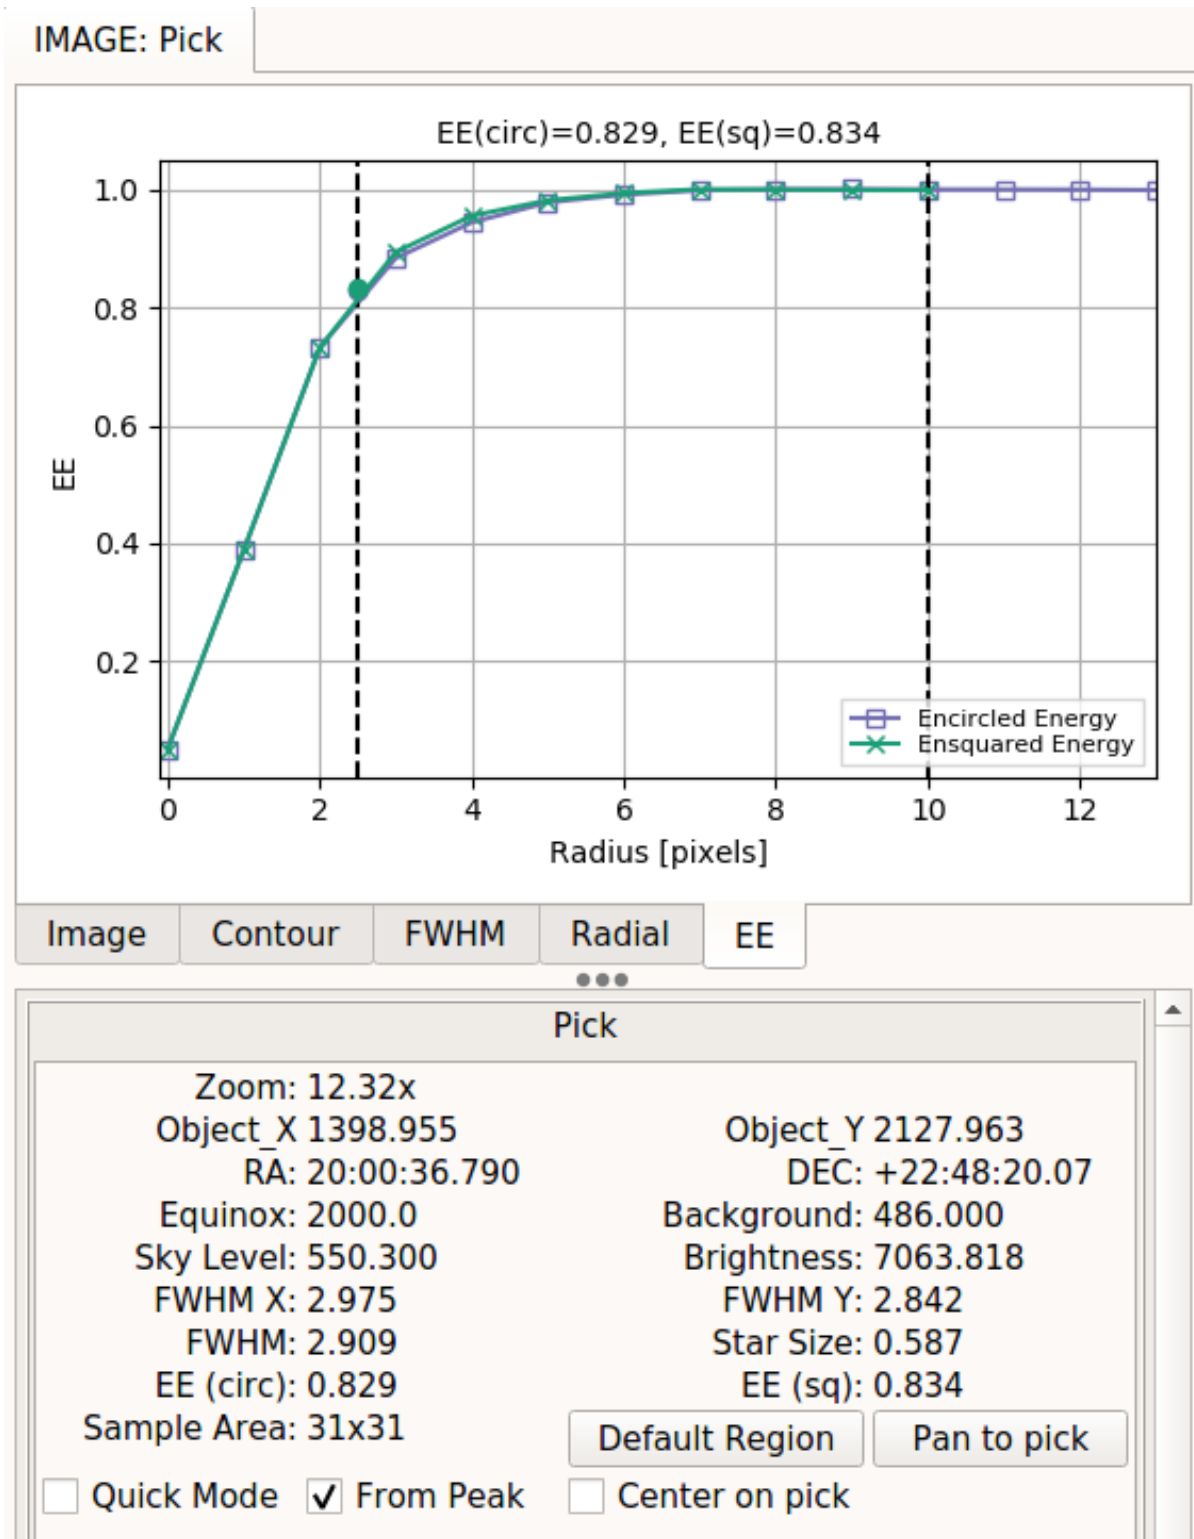 IMAGE: Pick
EE(circ)=0.829, EE(sq)=0.834
1.0
0.8
0.6
0.4
0.2
EE
Encircled Energy
Ensquared Energy
0 2 4 6 8 10 12
Radius [pixels]
Image Contour FWHM Radial EE
Pick
Zoom: 12.32x
Object_X 1398.955 Object_Y 2127.963
RA: 20:00:36.790 DEC: +22:48:20.07
Equinox: 2000.0 Background: 486.000
Sky Level: 550.300 Brightness: 7063.818
FWHM X: 2.975 FWHM Y: 2.842
FWHM: 2.909 Star Size: 0.587
EE (circ): 0.829 EE (sq): 0.834
Sample Area: 31x31 Default Region Pan to pick
Quick Mode From Peak Center on pick